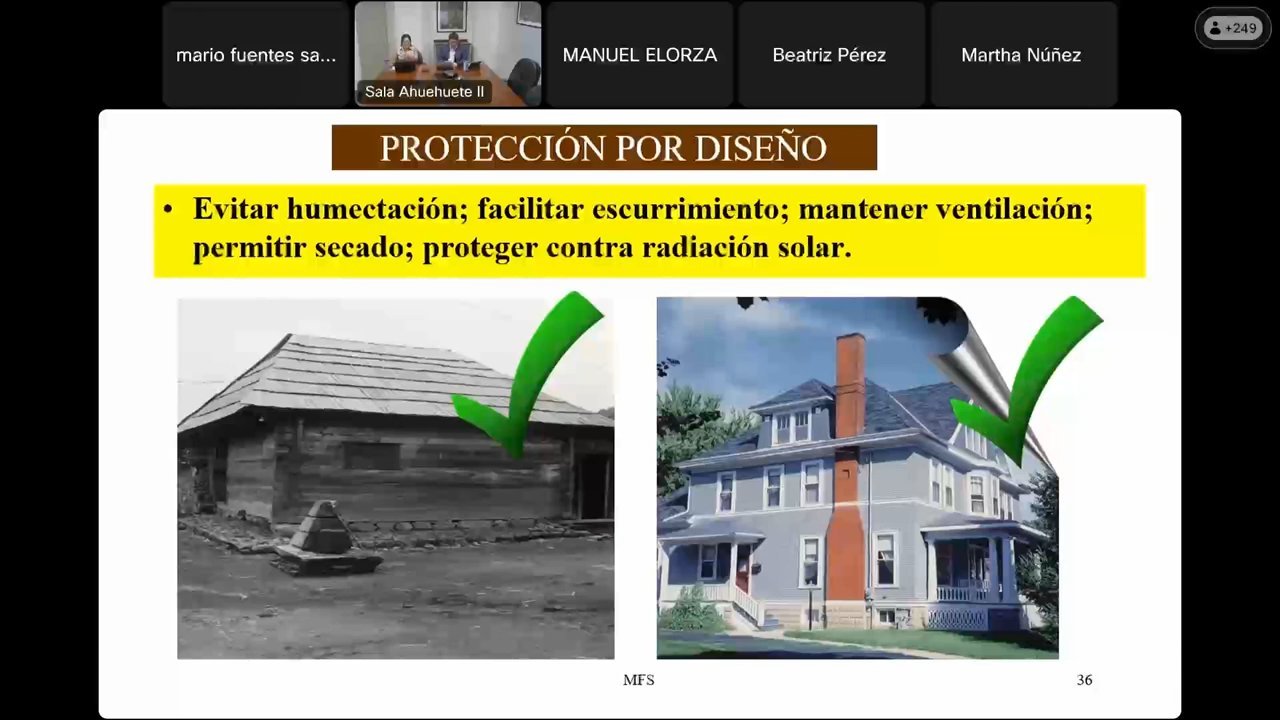 mario fuentes sa...
Sala Ahuehuete II
MANUEL ELORZA
Beatriz Pérez
Martha Núñez
+249
PROTECCIÓN POR DISEÑO
• Evitar humectación; facilitar escurrimiento; mantener ventilación;
permitir secado; proteger contra radiación solar.
MFS
36